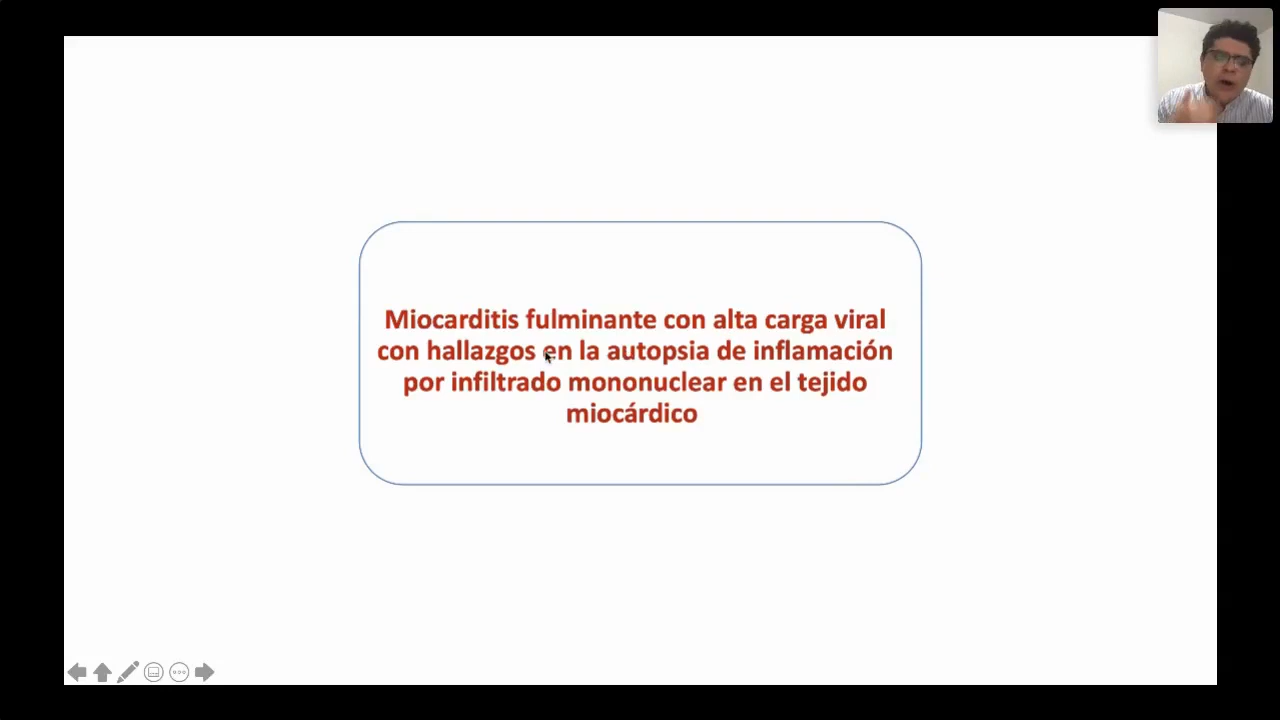 Miocarditis fulminante con alta carga viral
con hallazgos en la autopsia de inflamación
por infiltrado mononuclear en el tejido
miocárdico